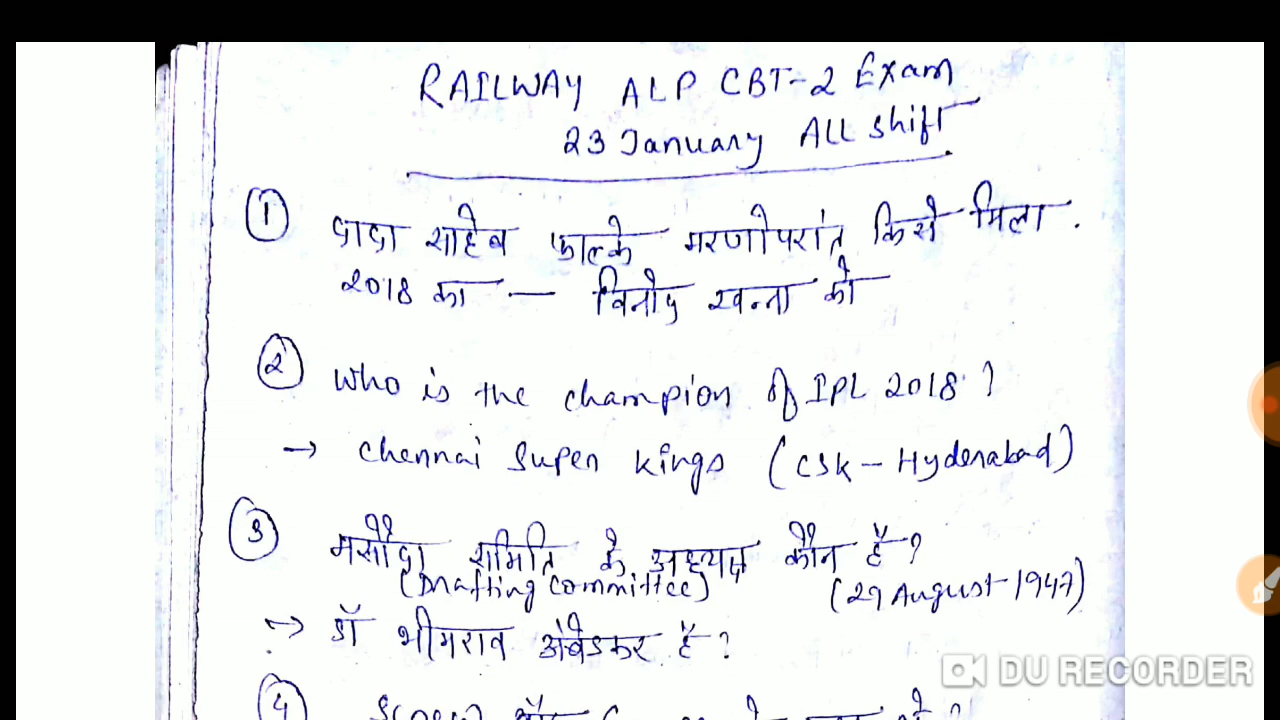 RAILWAY ALP CBT-2 Exam
23 January All shift
① दादा साहेब फाल्के मरणोपरांत किसे मिला .
2018 का — विनोद खन्ना को
② Who is the champion of IPL 2018 ?
→ Chennai Super Kings (CSK - Hyderabad)
③ मसौदा समिति के अध्यक्ष कौन हैं ?
(Drafting Committee) (29 August - 1947)
→ डॉ भीमराव अंबेडकर हैं ?
④
DU RECORDER